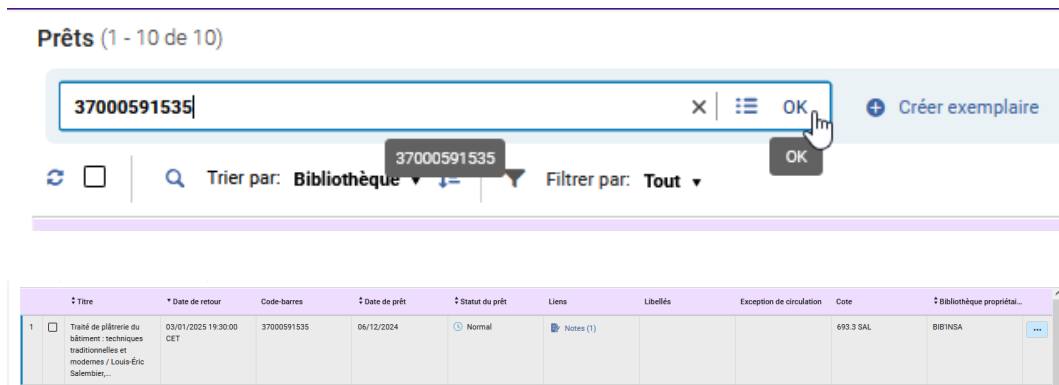 Prêts (1 - 10 de 10)
37000591535 OK Créer exemplaire
37000591535 OK
Trier par: Bibliothèque Filtrer par: Tout
Titre Date de retour Code-barres Date de prêt Statut du prêt Liens Libellés Exception de circulation Cote Bibliothèque propriétai...
1 Traité de plâtrerie du 03/01/2025 19:30:00 37000591535 06/12/2024 Normal Notes (1) 693.3 SAL BIB'INSA ...
bâtiment : techniques CET
traditionnelles et
modernes / Louis-Éric
Salembier,...